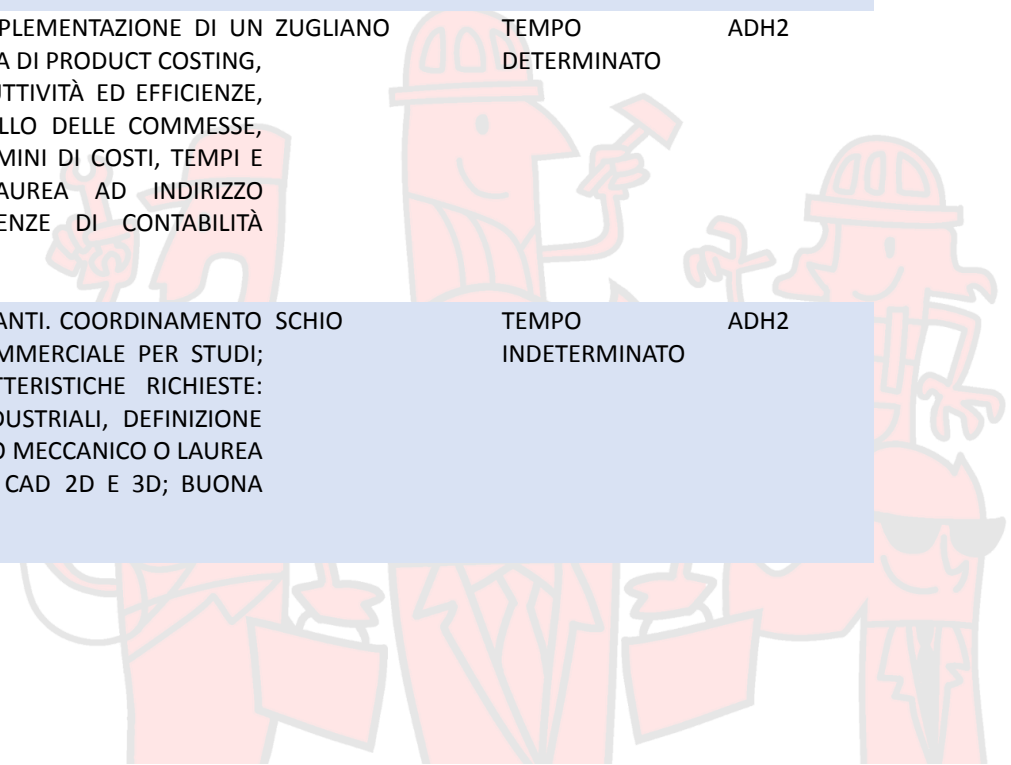 PLEMENTAZIONE DI UN ZUGLIANO TEMPO ADH2
A DI PRODUCT COSTING, DETERMINATO
UTTIVITÀ ED EFFICIENZE,
LLO DELLE COMMESSE,
MINI DI COSTI, TEMPI E
AUREA AD INDIRIZZO
ENZE DI CONTABILITÀ
ANTI. COORDINAMENTO SCHIO TEMPO ADH2
MMERCIALE PER STUDI; INDETERMINATO
TTERISTICHE RICHIESTE:
DUSTRIALI, DEFINIZIONE
O MECCANICO O LAUREA
CAD 2D E 3D; BUONA